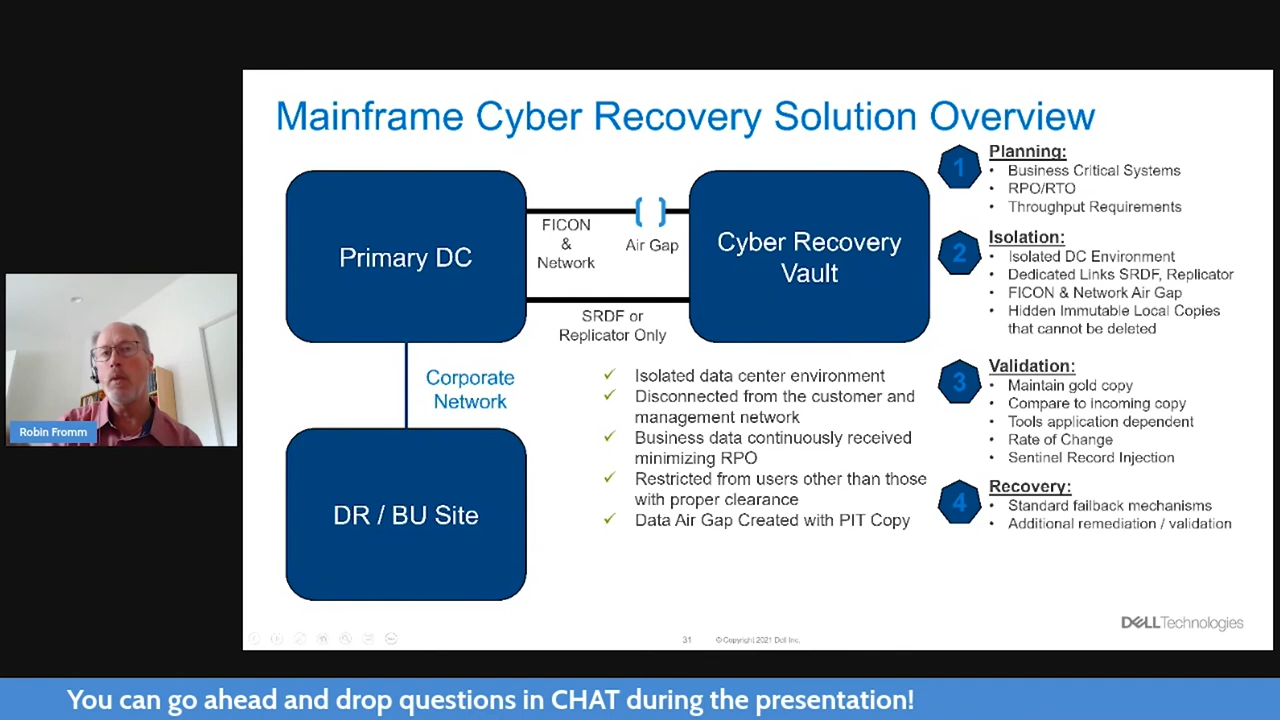 Mainframe Cyber Recovery Solution Overview
Primary DC
FICON
&
Network
Air Gap
Cyber Recovery
Vault
SRDF or
Replicator Only
Corporate
Network
DR / BU Site
✓ Isolated data center environment
✓ Disconnected from the customer and
management network
✓ Business data continuously received
minimizing RPO
✓ Restricted from users other than those
with proper clearance
✓ Data Air Gap Created with PIT Copy
1
Planning:
• Business Critical Systems
• RPO/RTO
• Throughput Requirements
2
Isolation:
• Isolated DC Environment
• Dedicated Links SRDF, Replicator
• FICON & Network Air Gap
• Hidden Immutable Local Copies
that cannot be deleted
3
Validation:
• Maintain gold copy
• Compare to incoming copy
• Tools application dependent
• Rate of Change
• Sentinel Record Injection
4
Recovery:
• Standard failback mechanisms
• Additional remediation / validation
Robin Fromm
31
© Copyright 2021 Dell Inc.
DELLTechnologies
You can go ahead and drop questions in CHAT during the presentation!